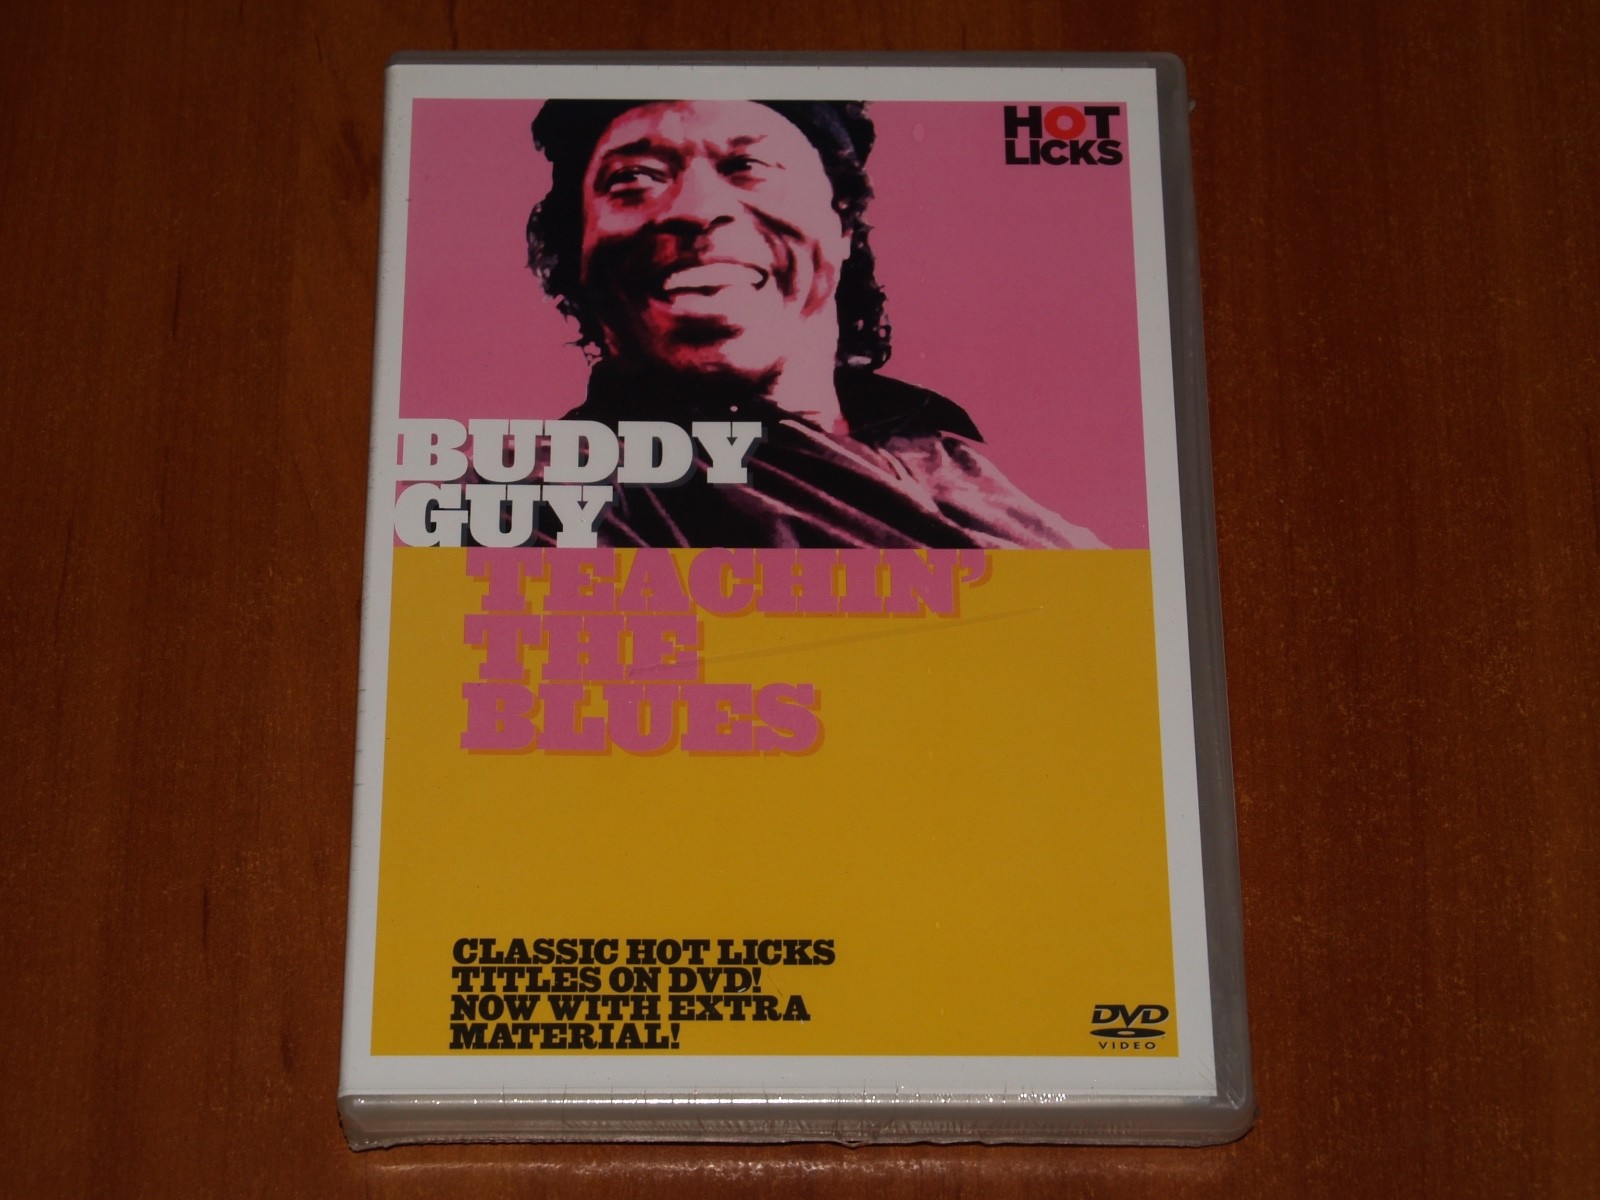 HOT
LICKS
BUDDY
GUY
TEACHIN'
THE
BLUES
CLASSIC HOT LICKS
TITLES ON DVD!
NOW WITH EXTRA
MATERIAL!
DVD
VIDEO